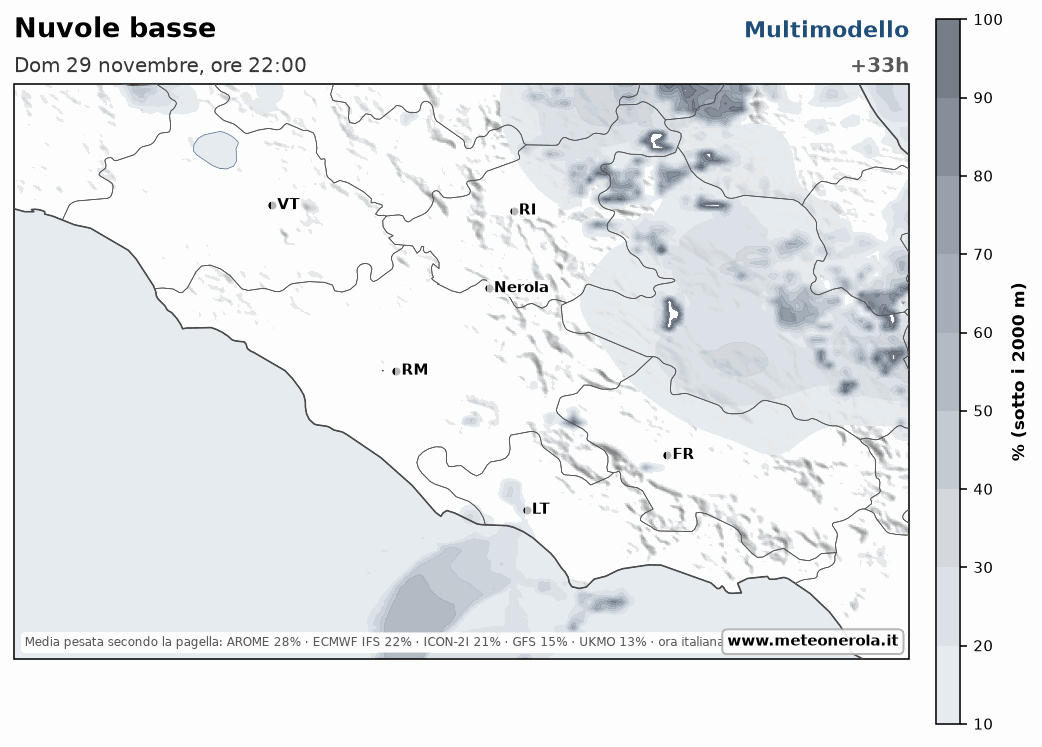 Nuvole basse
Multimodello
Dom 29 novembre, ore 22:00
+33h
VT
RI
Nerola
RM
FR
LT
Media pesata secondo la pagella: AROME 28% · ECMWF IFS 22% · ICON-2I 21% · GFS 15% · UKMO 13% · ora italiana
www.meteonerola.it
100
90
80
70
60
50
40
30
20
10
% (sotto i 2000 m)